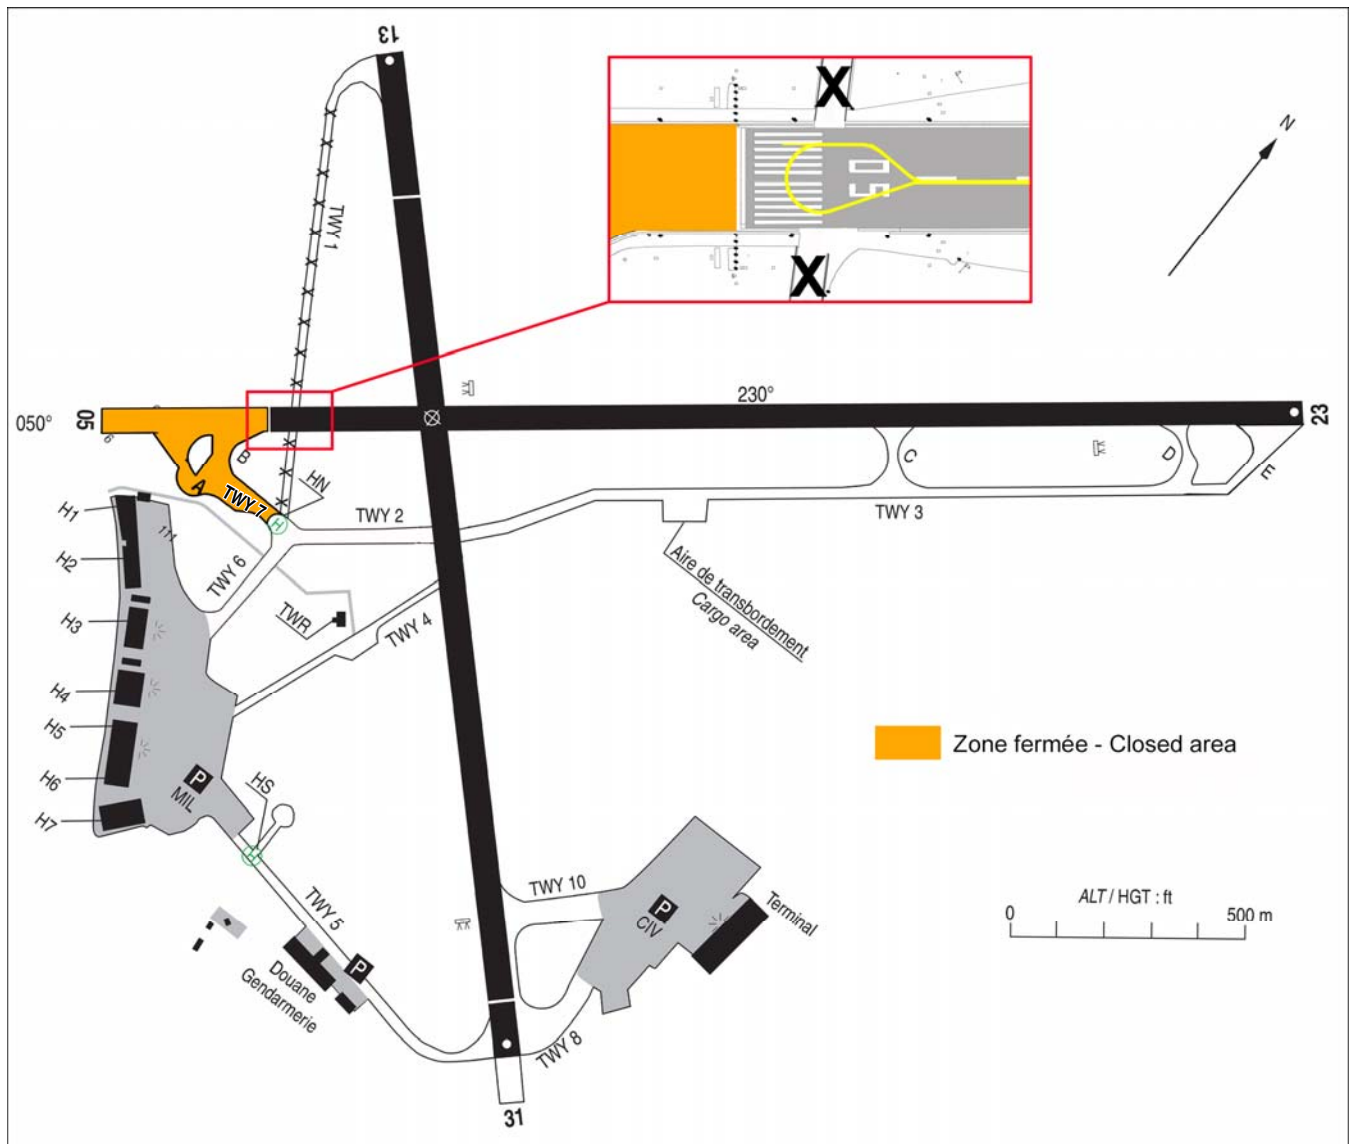 13
N
X
05
X
TWY 1
050°
05
230°
23
B
A
TWY 7
HN
C
D
E
H1
111
TWY 2
TWY 3
H2
TWY 6
Aire de transbordement
Cargo area
H3
TWR
TWY 4
H4
H5
Zone fermée - Closed area
H6
P
MIL
HS
H7
TWY 10
P
CIV
Terminal
ALT / HGT : ft
0
500 m
TWY 5
P
Douane
Gendarmerie
TWY 8
31